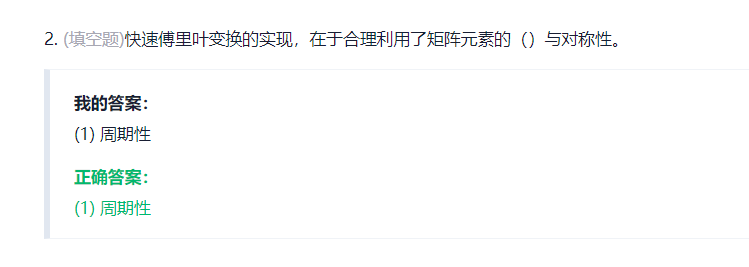 2. (填空题)快速傅里叶变换的实现，在于合理利用了矩阵元素的（）与对称性。
我的答案：
(1) 周期性
正确答案：
(1) 周期性